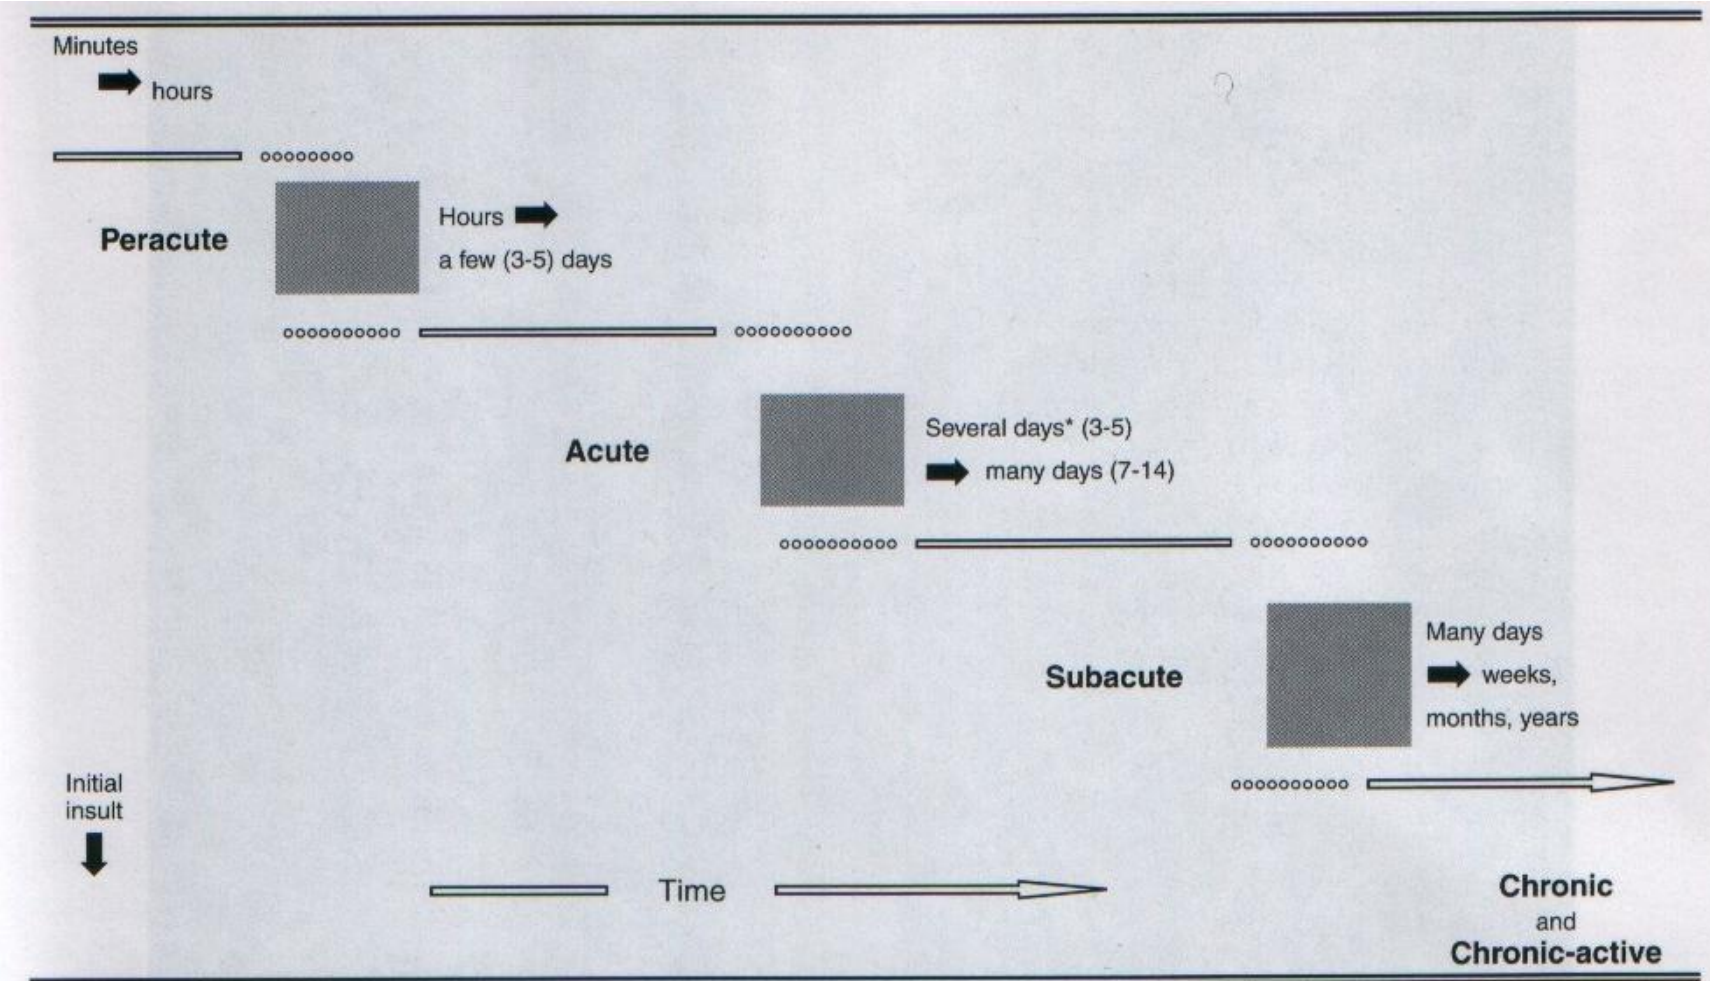 Minutes
hours
?
Peracute
Hours
a few (3-5) days
Acute
Several days* (3-5)
many days (7-14)
Subacute
Many days
weeks,
months, years
Initial
insult
Time
Chronic
and
Chronic-active